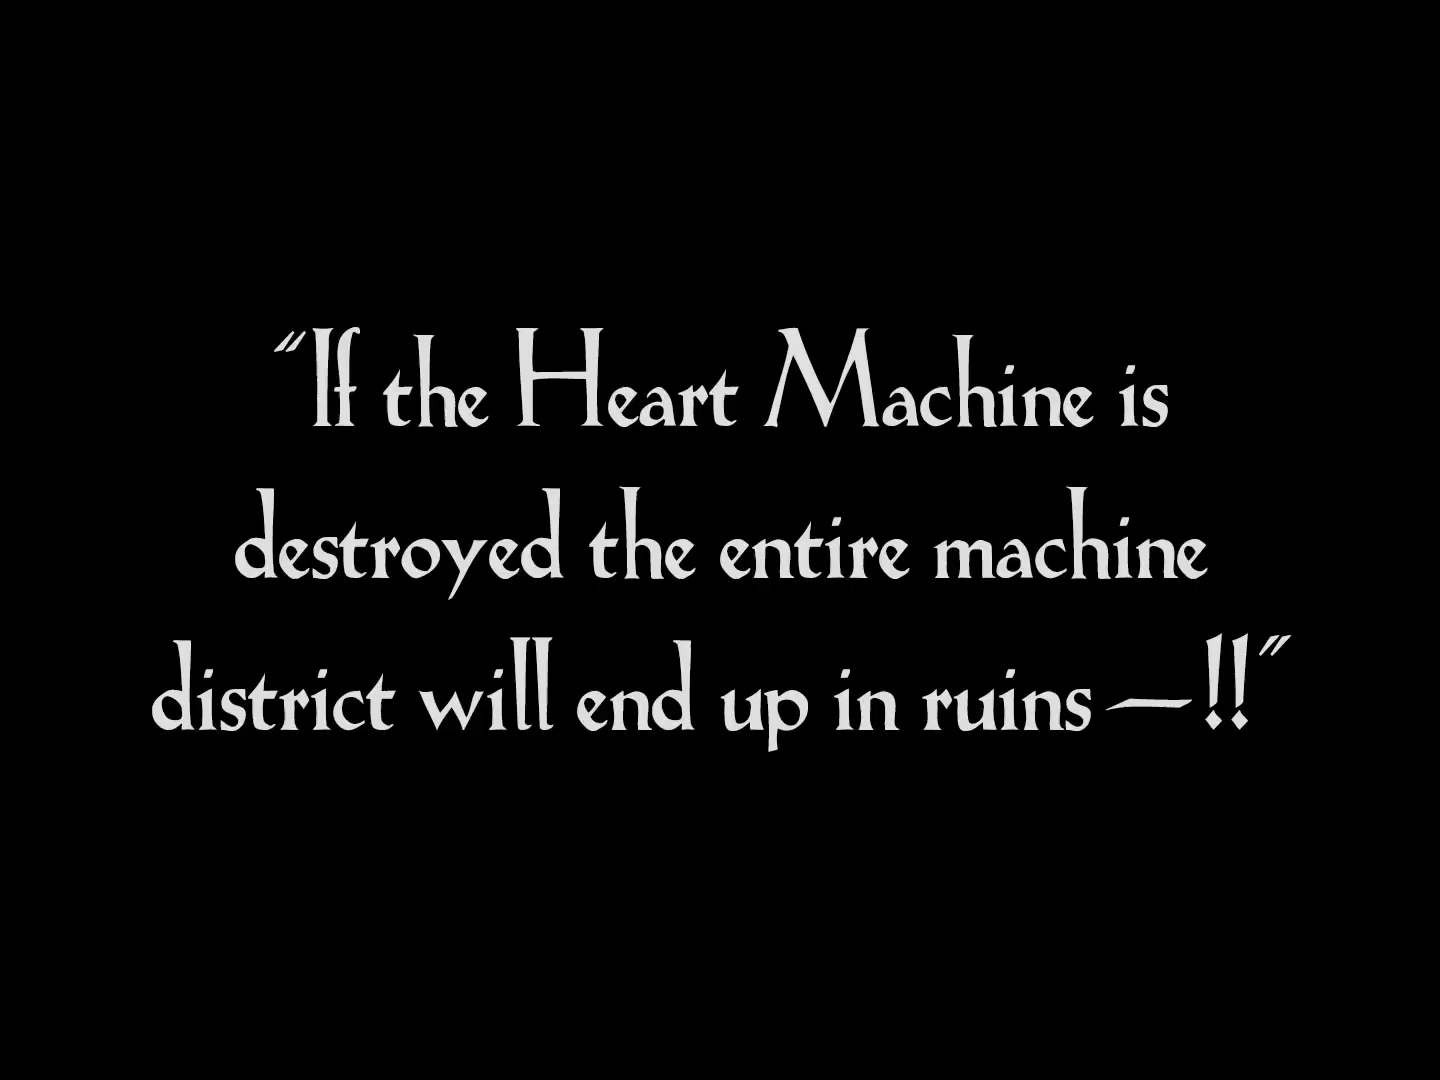 “If the Heart Machine is
destroyed the entire machine
district will end up in ruins—!!”